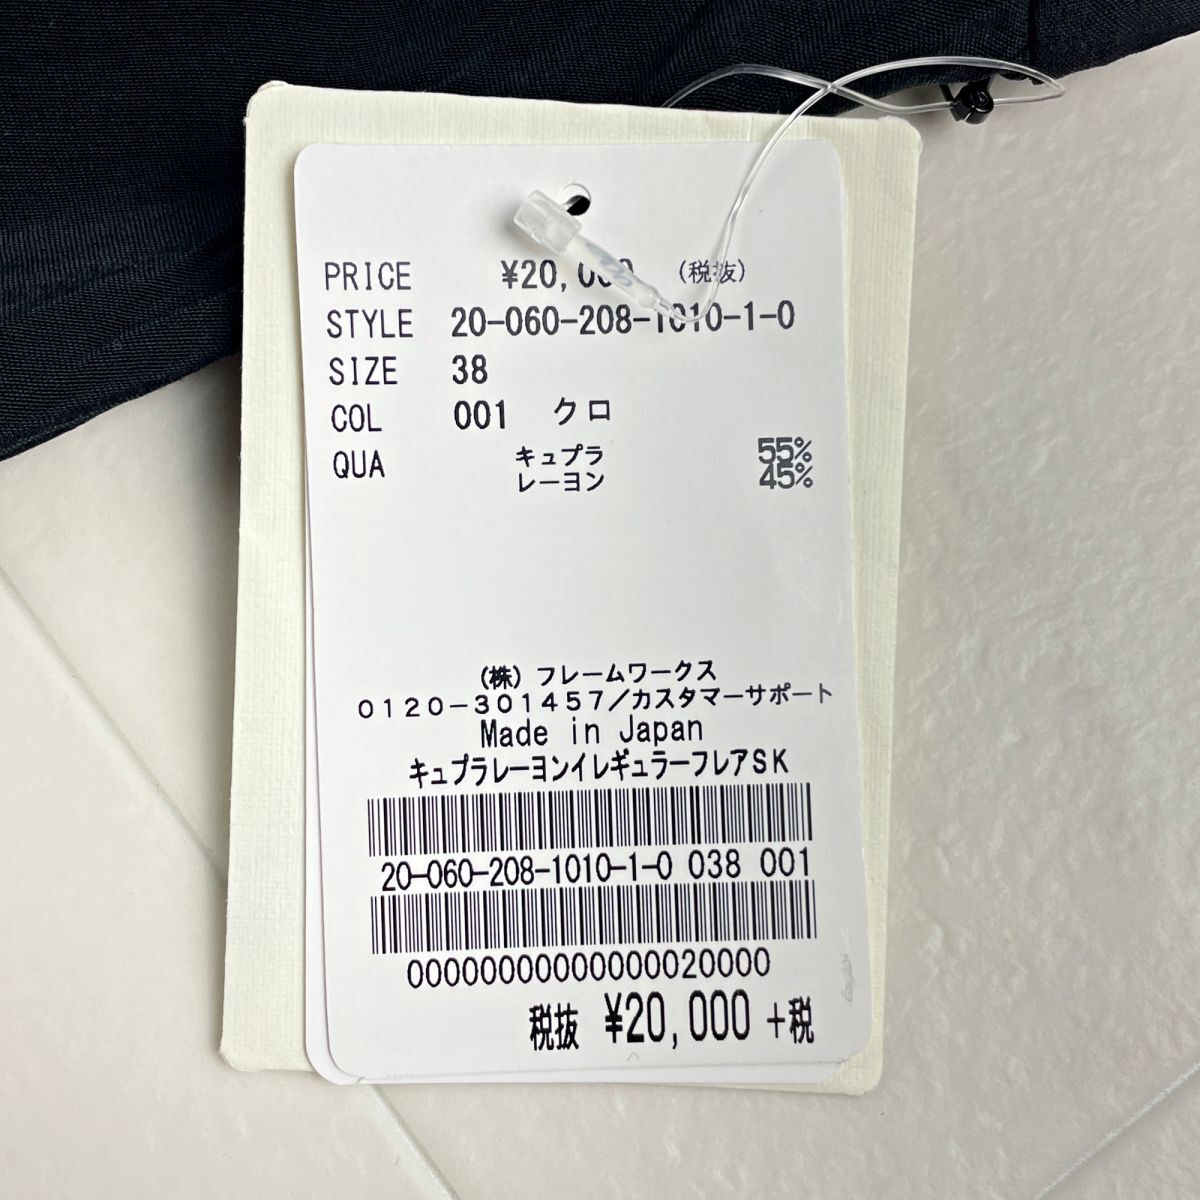 PRICE ¥20,000 (税抜)
STYLE 20-060-208-1010-1-0
SIZE 38
COL 001 クロ
QUA キュプラ 55%
レーヨン 45%
(株)フレームワークス
0120-301457/カスタマーサポート
Made in Japan
キュプラレーヨンイレギュラーフレアSK
20-060-208-1010-1-0 038 001
00000000000000020000
税抜 ¥20,000 +税